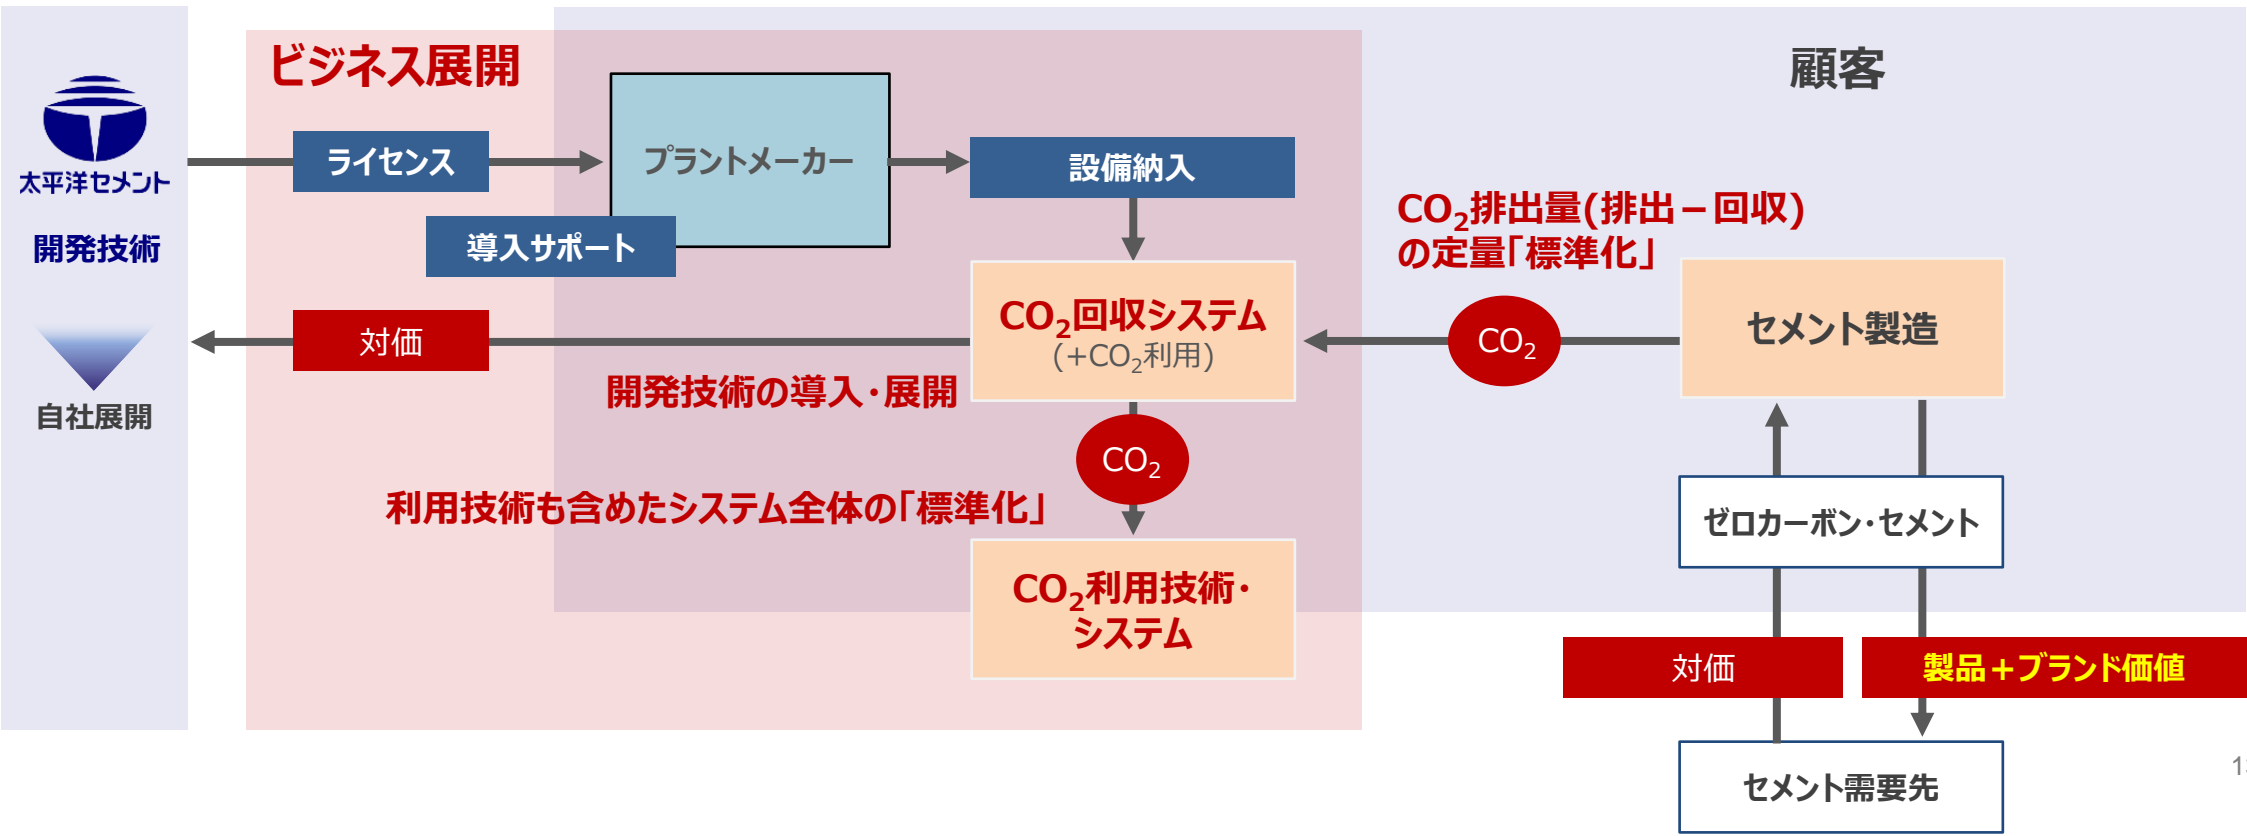 ビジネス展開
顧客
太平洋セメント
開発技術
自社展開
ライセンス
プラントメーカー
設備納入
導入サポート
CO₂排出量(排出－回収)
の定量｢標準化｣
CO₂回収システム
(+CO₂利用)
CO₂
セメント製造
対価
開発技術の導入･展開
CO₂
利用技術も含めたシステム全体の｢標準化｣
ゼロカーボン･セメント
CO₂利用技術･
システム
対価
製品＋ブランド価値
セメント需要先